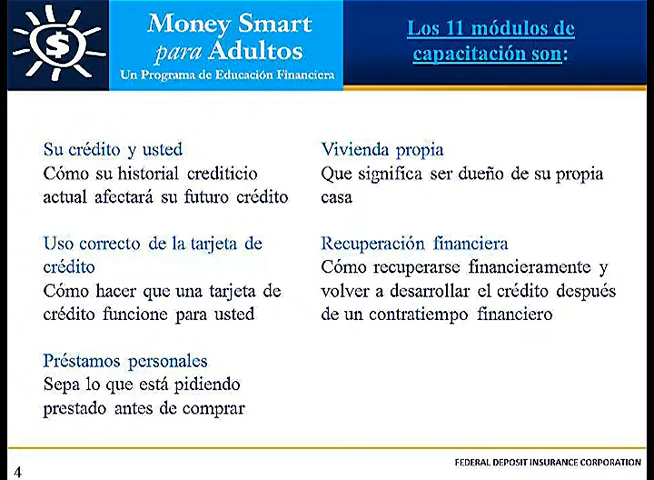 Money Smart
para Adultos
Un Programa de Educación Financiera
Los 11 módulos de
capacitación son:
Su crédito y usted
Cómo su historial crediticio
actual afectará su futuro crédito
Uso correcto de la tarjeta de
crédito
Cómo hacer que una tarjeta de
crédito funcione para usted
Préstamos personales
Sepa lo que está pidiendo
prestado antes de comprar
Vivienda propia
Que significa ser dueño de su propia
casa
Recuperación financiera
Cómo recuperarse financieramente y
volver a desarrollar el crédito después
de un contratiempo financiero
FEDERAL DEPOSIT INSURANCE CORPORATION
4